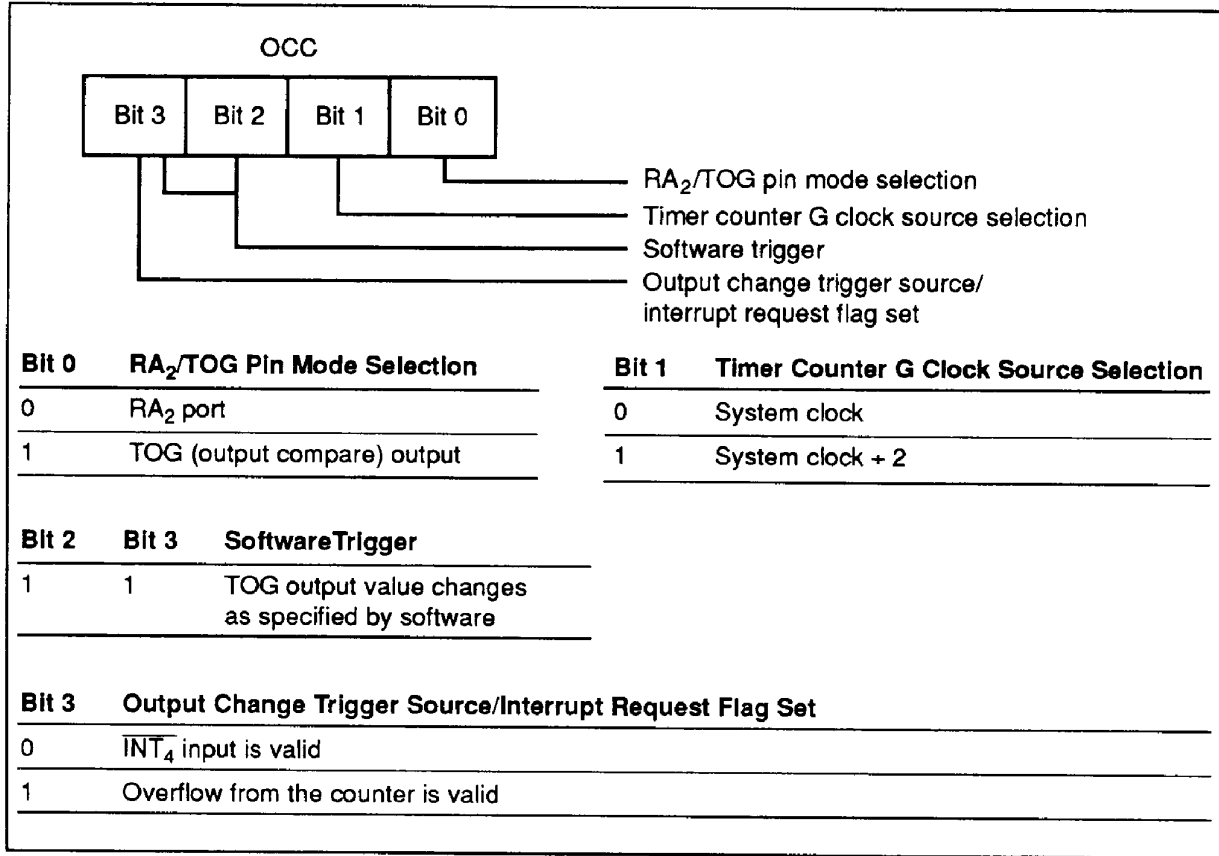 OCC
Bit 3 Bit 2 Bit 1 Bit 0
RA₂/TOG pin mode selection
Timer counter G clock source selection
Software trigger
Output change trigger source/
interrupt request flag set
Bit 0 RA₂/TOG Pin Mode Selection
0 RA₂ port
1 TOG (output compare) output
Bit 1 Timer Counter G Clock Source Selection
0 System clock
1 System clock ÷ 2
Bit 2 Bit 3 SoftwareTrigger
1 1 TOG output value changes
as specified by software
Bit 3 Output Change Trigger Source/Interrupt Request Flag Set
0 I̅N̅T̅₄̅ input is valid
1 Overflow from the counter is valid